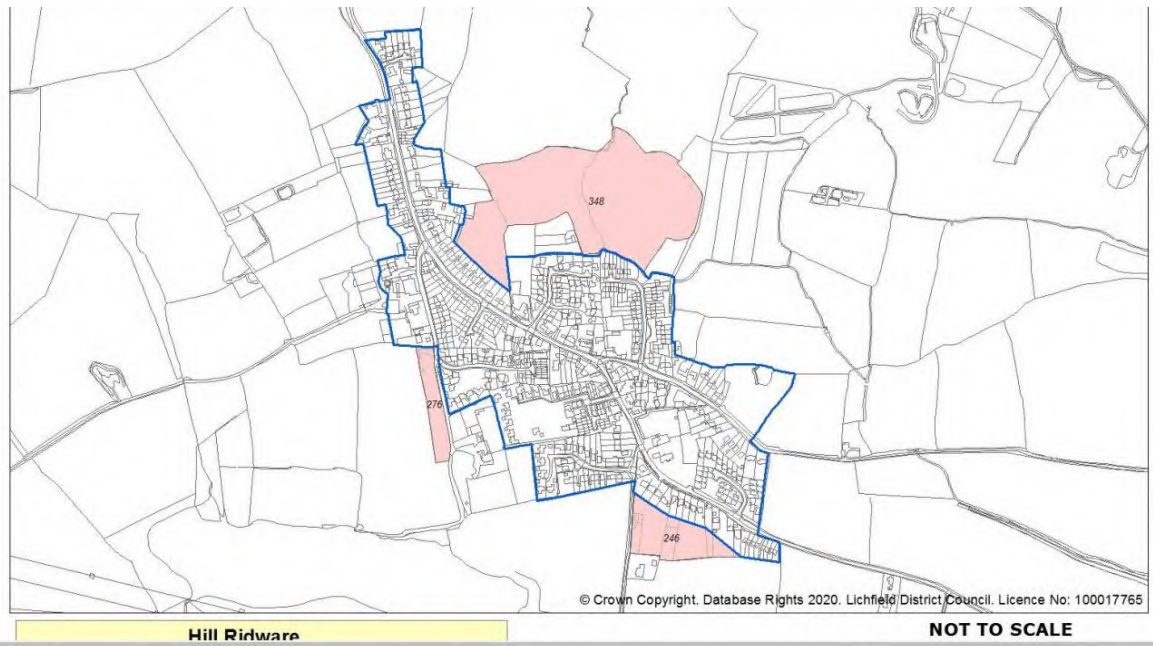 348
276
246
© Crown Copyright. Database Rights 2020. Lichfield District Council. Licence No: 100017765
Hill Ridware
NOT TO SCALE